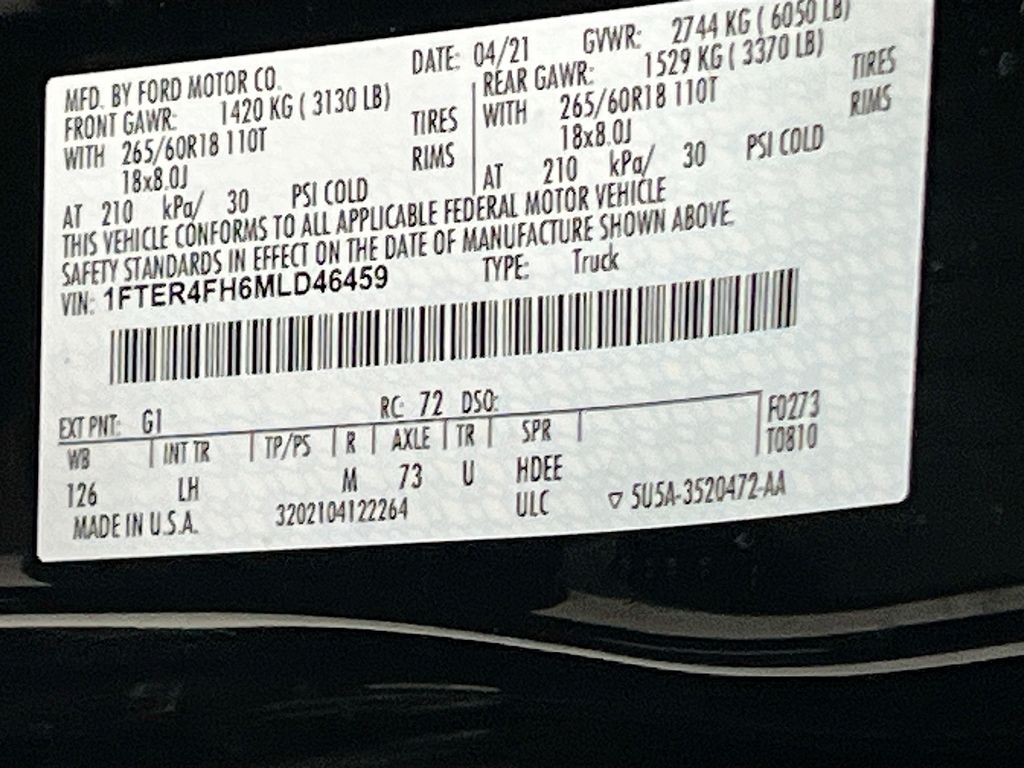 MFD. BY FORD MOTOR CO. DATE: 04/21 GVWR: 2744 KG ( 6050 LB)
FRONT GAWR: 1420 KG ( 3130 LB) REAR GAWR: 1529 KG ( 3370 LB)
WITH 265/60R18 110T TIRES WITH 265/60R18 110T TIRES
18x8.0J RIMS 18x8.0J RIMS
AT 210 kPa/ 30 PSI COLD AT 210 kPa/ 30 PSI COLD
THIS VEHICLE CONFORMS TO ALL APPLICABLE FEDERAL MOTOR VEHICLE
SAFETY STANDARDS IN EFFECT ON THE DATE OF MANUFACTURE SHOWN ABOVE.
VIN: 1FTER4FH6MLD46459 TYPE: Truck
EXT PNT: G1 RC: 72 DSO: F0273
WB INT TR TP/PS R AXLE TR SPR T0810
126 LH M 73 U HDEE
MADE IN U.S.A. 3202104122264 ULC ▽ 5U5A-3520472-AA